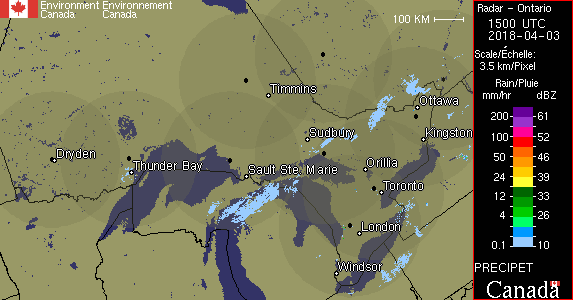 Environment Environnement
Canada Canada
Radar - Ontario
1500 UTC
2018-04-03
100 KM
Scale/Échelle:
3.5 km/Pixel
Rain/Pluie
mm/hr dBZ
200 61
100 52
50 46
24 39
12 33
4 26
0.1 10
PRECIPET
Canada
Timmins
Ottawa
Sudbury
Kingston
Dryden
Thunder Bay
Sault Ste. Marie
Orillia
Toronto
London
Windsor